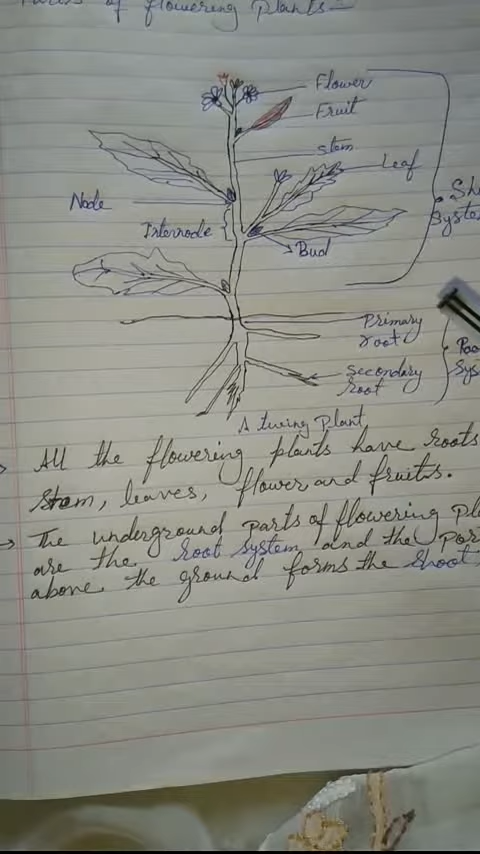 Parts of flowering Plants
Flower
Fruit
stem
Leaf
Node
Internode
Bud
Primary
root
secondary
root
All the flowering plants have roots
stem, leaves, flower and fruits.
The underground parts of flowering
are the root system and the
above the ground forms the shoot